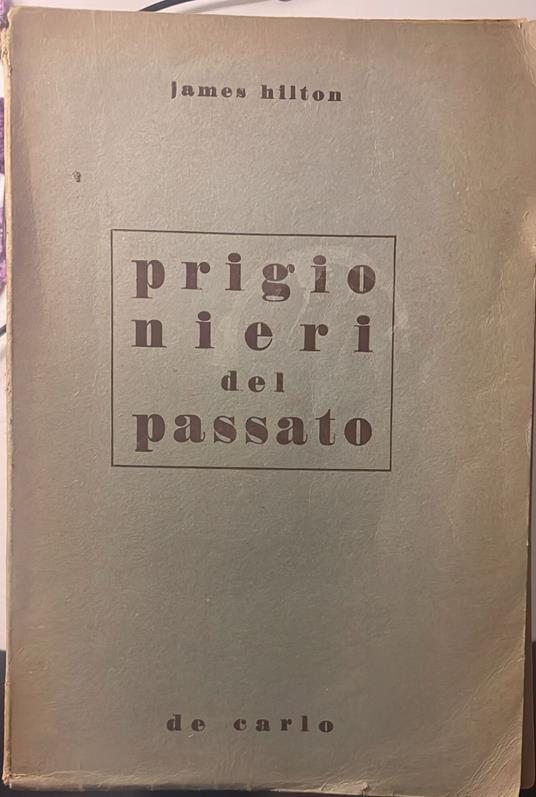 james hilton
prigio
nieri
del
passato
de carlo